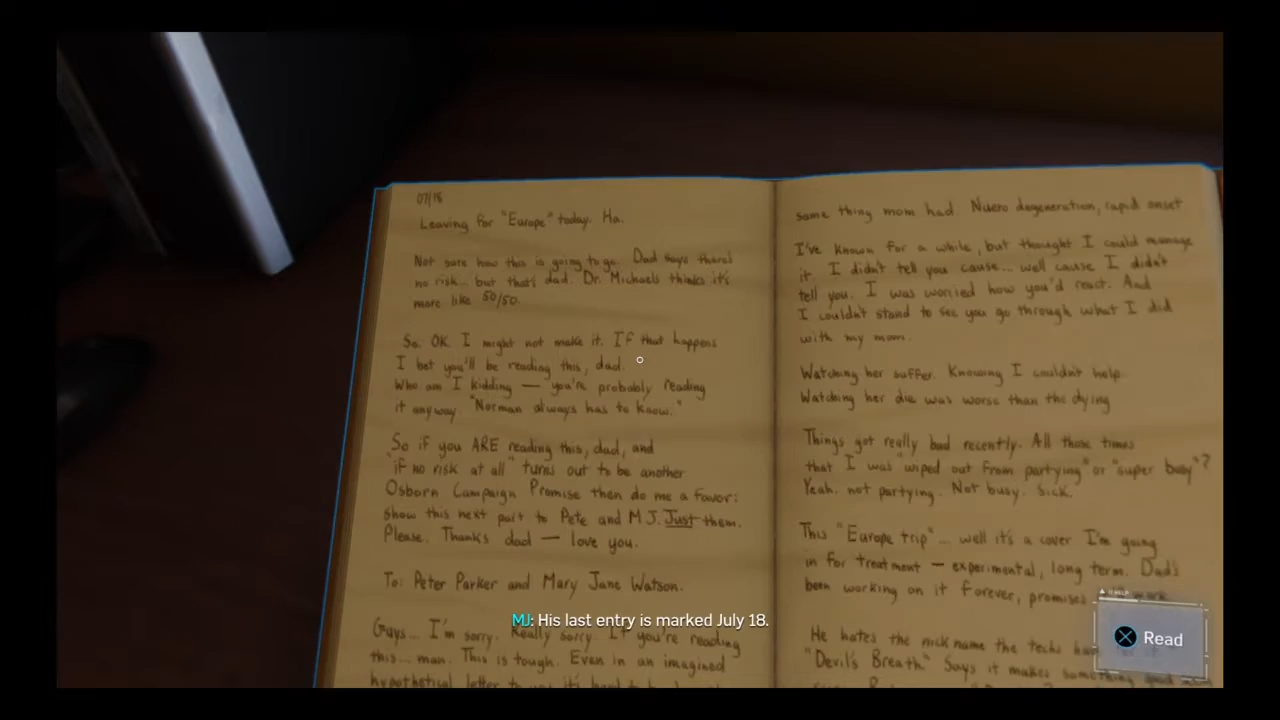 07/18
Leaving for "Europe" today. Ha.
Not sure how this is going to go. Dad says there's
no risk... but that's dad. Dr. Michaels thinks it's
more like 50/50.
So. OK. I might not make it. If that happens
I bet you'll be reading this, dad.
Who am I kidding — you're probably reading
it anyway. "Norman always has to know."
So if you ARE reading this, dad, and
"if no risk at all" turns out to be another
Osborn Campaign Promise then do me a favor:
show this next part to Pete and MJ. Just them.
Please. Thanks dad — love you.
To: Peter Parker and Mary Jane Watson.
Guys... I'm sorry. Really sorry. If you're reading
this... man. This is tough. Even in an imagined
hypothetical letter to you it's hard to
same thing mom had. Nuero degeneration, rapid onset
I've known for a while, but thought I could manage
it. I didn't tell you cause... well cause I didn't
tell you. I was worried how you'd react. And
I couldn't stand to see you go through what I did
with my mom.
Watching her suffer. Knowing I couldn't help.
Watching her die was worse than the dying
Things got really bad recently. All those times
that I was "wiped out from partying" or "super busy"?
Yeah. not partying. Not busy. Sick.
This "Europe trip"... well it's a cover I'm going
in for treatment — experimental, long term. Dad's
been working on it forever, promises
He hates the nickname the techs
"Devil's Breath." Says it makes something good
MJ: His last entry is marked July 18.
Read